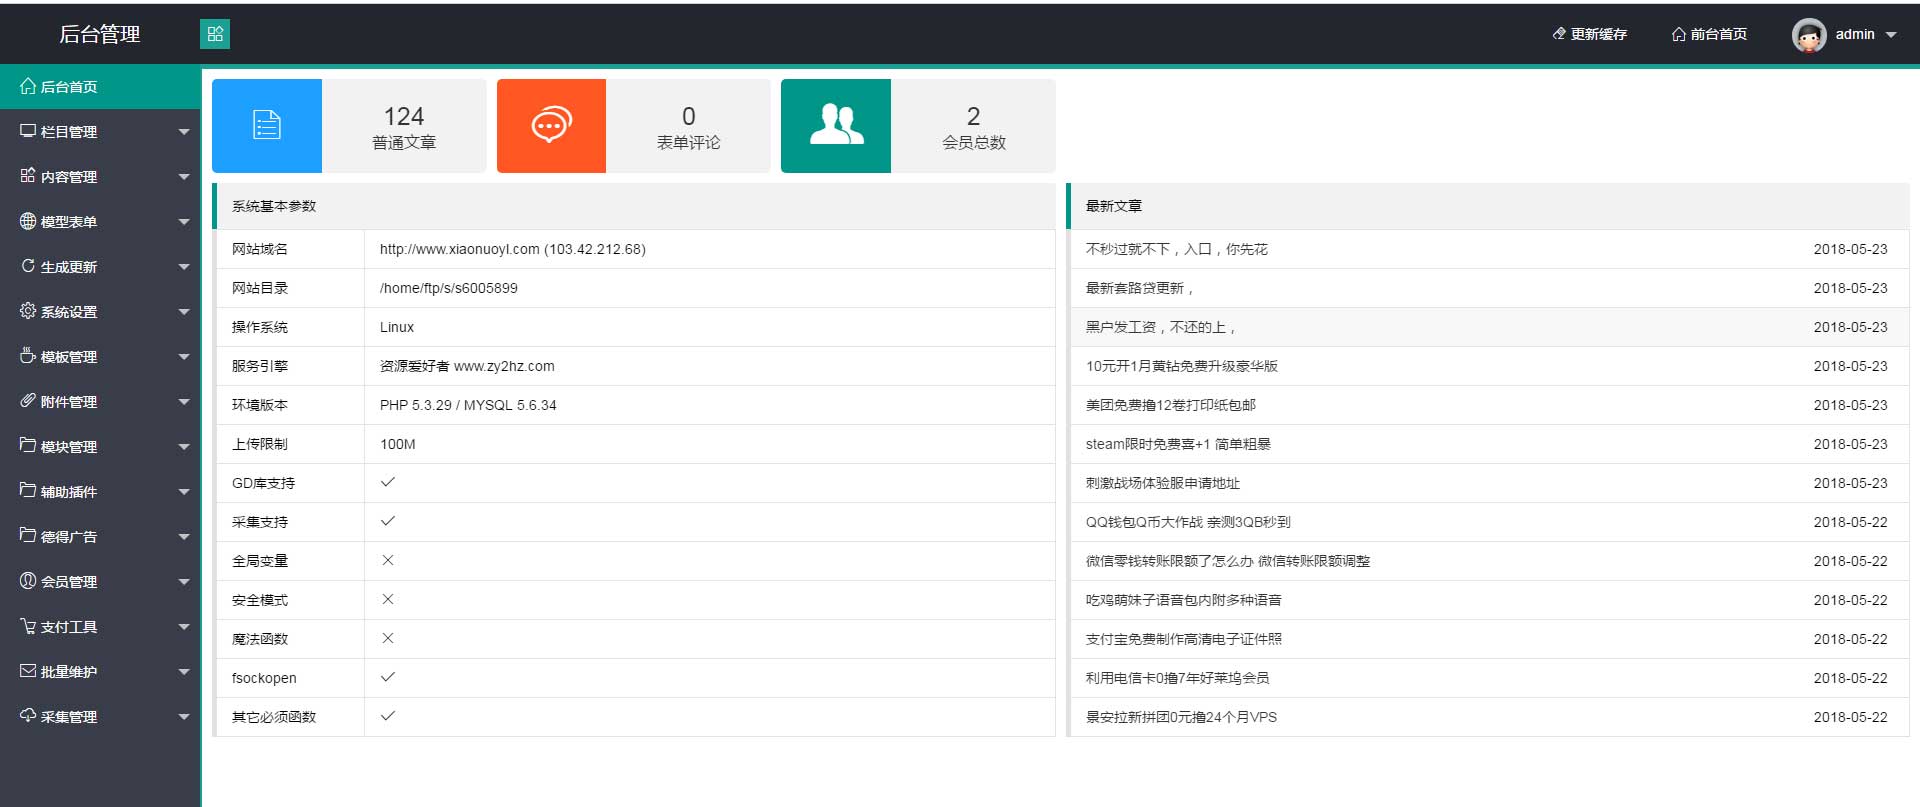 后台管理
更新缓存
前台首页
admin
后台首页
栏目管理
内容管理
模型表单
生成更新
系统设置
模板管理
附件管理
模块管理
辅助插件
德得广告
会员管理
支付工具
批量维护
采集管理
124
普通文章
0
表单评论
2
会员总数
系统基本参数
网站域名 http://www.xiaonuoyl.com (103.42.212.68)
网站目录 /home/ftp/s/s6005899
操作系统 Linux
服务引擎 资源爱好者 www.zy2hz.com
环境版本 PHP 5.3.29 / MYSQL 5.6.34
上传限制 100M
GD库支持
采集支持
全局变量
安全模式
魔法函数
fsockopen
其它必须函数
最新文章
不秒过就不下，入口，你先花 2018-05-23
最新套路贷更新， 2018-05-23
黑户发工资，不还的上， 2018-05-23
10元开1月黄钻免费升级豪华版 2018-05-23
美团免费撸12卷打印纸包邮 2018-05-23
steam限时免费喜+1 简单粗暴 2018-05-23
刺激战场体验服申请地址 2018-05-23
QQ钱包Q币大作战 亲测3QB秒到 2018-05-22
微信零钱转账限额了怎么办 微信转账限额调整 2018-05-22
吃鸡萌妹子语音包内附多种语音 2018-05-22
支付宝免费制作高清电子证件照 2018-05-22
利用电信卡0撸7年好莱坞会员 2018-05-22
景安拉新拼团0元撸24个月VPS 2018-05-22